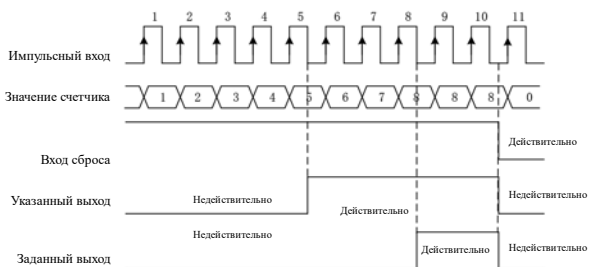 1 2 3 4 5 6 7 8 9 10 11
Импульсный вход
Значение счетчика 1 2 3 4 5 6 7 8 8 8 0
Действительно
Вход сброса
Указанный выход Недействительно Недействительно
Действительно
Недействительно
Действительно Недействительно
Заданный выход